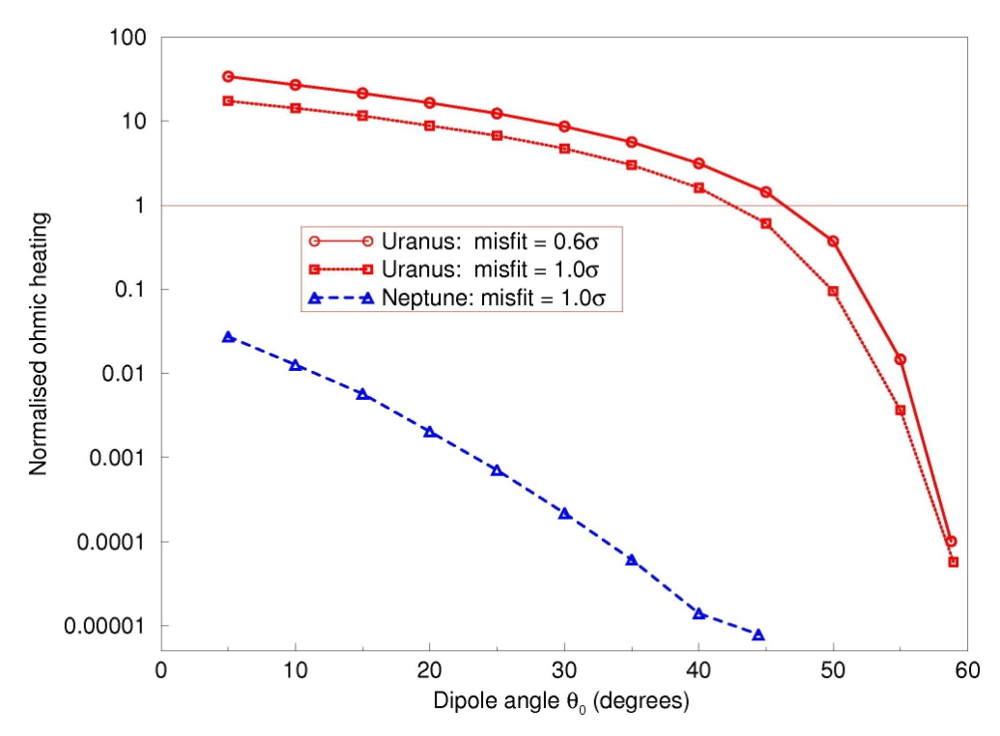 100
10
1
0.1
0.01
0.001
0.0001
0.00001
Normalised ohmic heating
Uranus: misfit = 0.6σ
Uranus: misfit = 1.0σ
Neptune: misfit = 1.0σ
0 10 20 30 40 50 60
Dipole angle θ₀ (degrees)